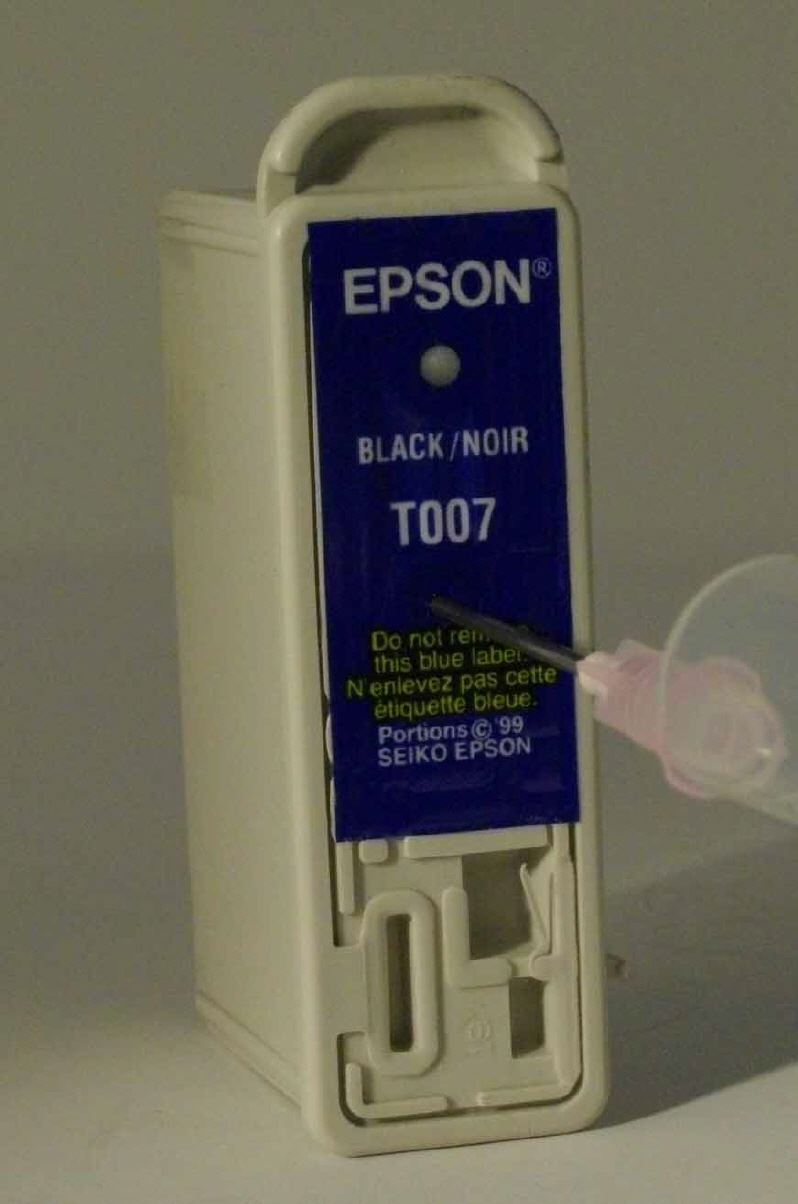 EPSON®
BLACK/NOIR
T007
Do not
this blue label.
N'enlevez pas cette
étiquette bleue.
Portions © '99
SEIKO EPSON